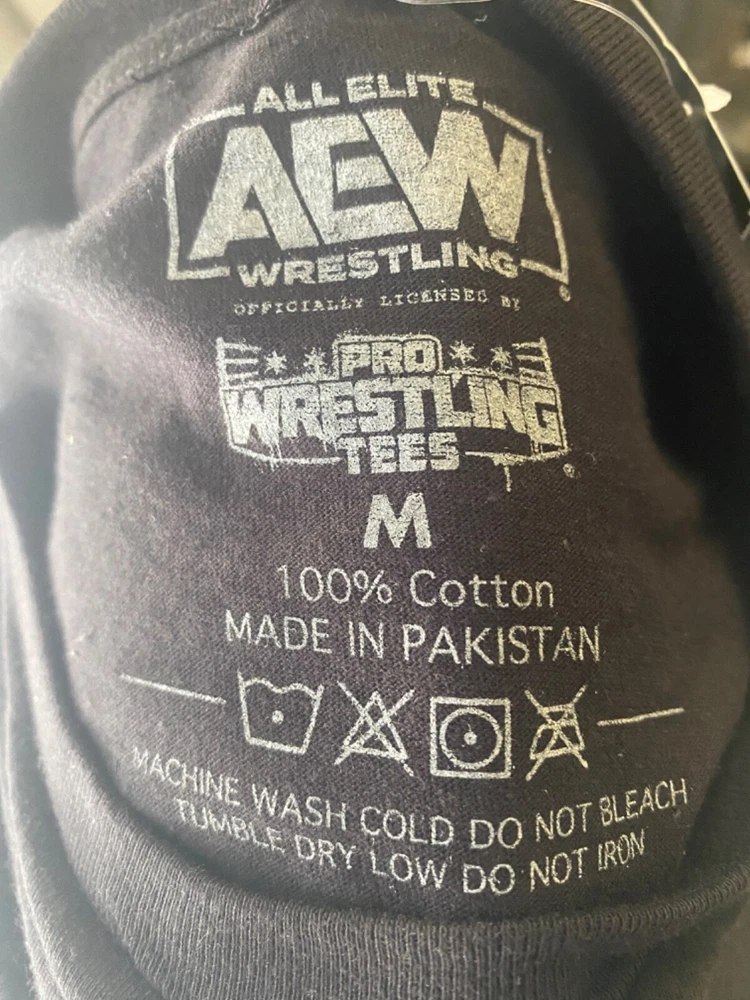 ALL ELITE
AEW
WRESTLING
OFFICIALLY LICENSED BY
PRO
WRESTLING
TEES
M
100% Cotton
MADE IN PAKISTAN
MACHINE WASH COLD DO NOT BLEACH
TUMBLE DRY LOW DO NOT IRON